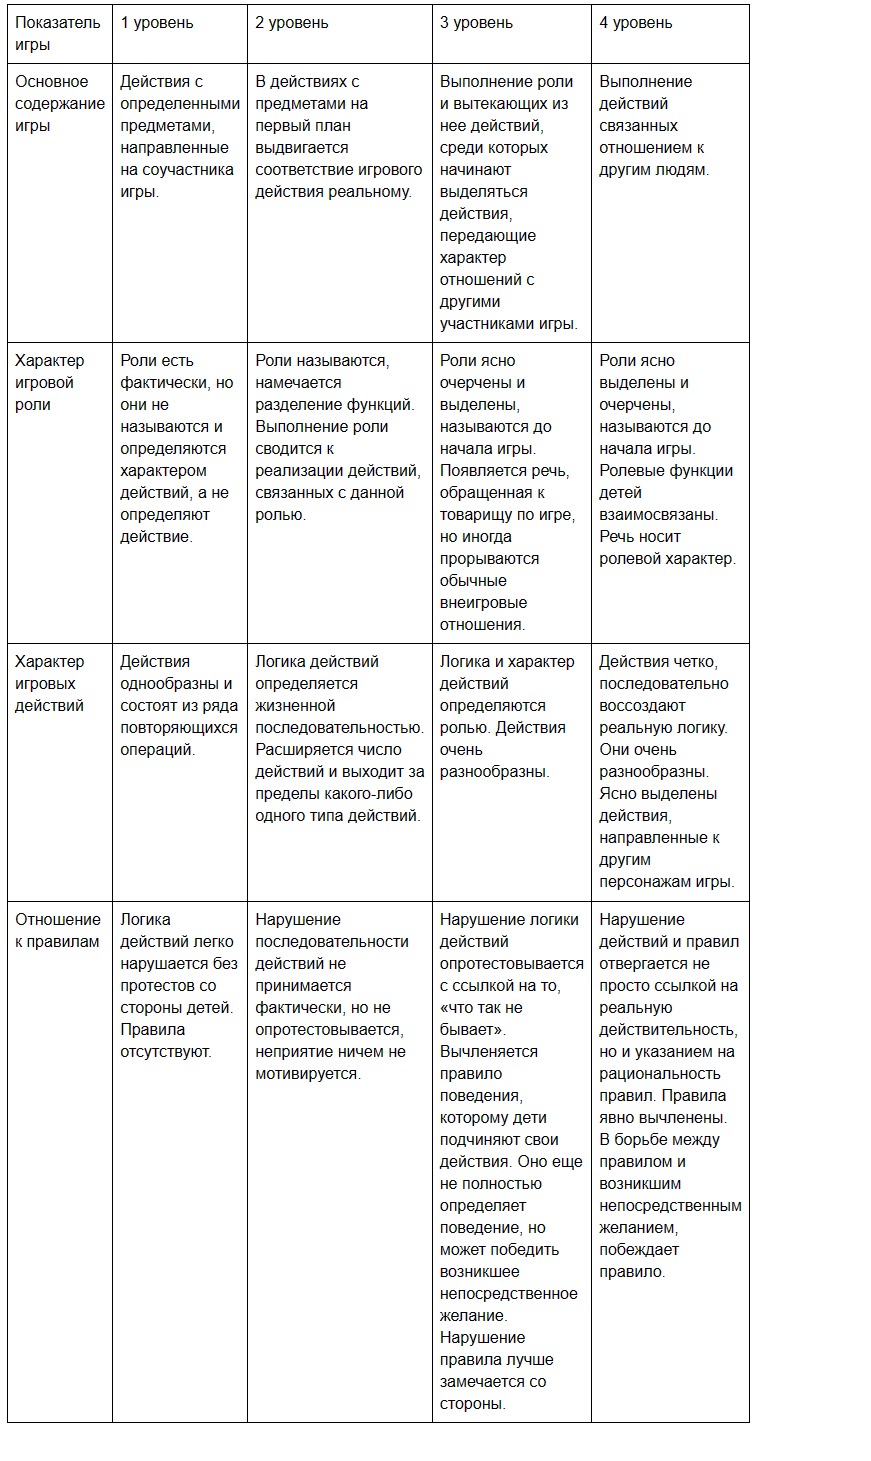 Показатель
игры
1 уровень
2 уровень
3 уровень
4 уровень
Основное
содержание
игры
Действия с
определенными
предметами,
направленные
на соучастника
игры.
В действиях с
предметами на
первый план
выдвигается
соответствие игрового
действия реальному.
Выполнение роли
и вытекающих из
нее действий,
среди которых
начинают
выделяться
действия,
передающие
характер
отношений с
другими
участниками игры.
Выполнение
действий
связанных
отношением к
другим людям.
Характер
игровой
роли
Роли есть
фактически, но
они не
называются и
определяются
характером
действий, а не
определяют
действие.
Роли называются,
намечается
разделение функций.
Выполнение роли
сводится к
реализации действий,
связанных с данной
ролью.
Роли ясно
очерчены и
выделены,
называются до
начала игры.
Появляется речь,
обращенная к
товарищу по игре,
но иногда
прорываются
обычные
внеигровые
отношения.
Роли ясно
выделены и
очерчены,
называются до
начала игры.
Ролевые функции
детей
взаимосвязаны.
Речь носит
ролевой характер.
Характер
игровых
действий
Действия
однообразны и
состоят из ряда
повторяющихся
операций.
Логика действий
определяется
жизненной
последовательностью.
Расширяется число
действий и выходит за
пределы какого-либо
одного типа действий.
Логика и характер
действий
определяются
ролью. Действия
очень
разнообразны.
Действия четко,
последовательно
воссоздают
реальную логику.
Они очень
разнообразны.
Ясно выделены
действия,
направленные к
другим
персонажам игры.
Отношение
к правилам
Логика
действий легко
нарушается без
протестов со
стороны детей.
Правила
отсутствуют.
Нарушение
последовательности
действий не
принимается
фактически, но не
опротестовывается,
неприятие ничем не
мотивируется.
Нарушение логики
действий
опротестовывается
с ссылкой на то,
«что так не
бывает».
Вычленяется
правило
поведения,
которому дети
подчиняют свои
действия. Оно еще
не полностью
определяет
поведение, но
может победить
возникшее
непосредственное
желание.
Нарушение
правила лучше
замечается со
стороны.
Нарушение
действий и правил
отвергается не
просто ссылкой на
реальную
действительность,
но и указанием на
рациональность
правил. Правила
явно вычленены.
В борьбе между
правилом и
возникшим
непосредственным
желанием,
побеждает
правило.